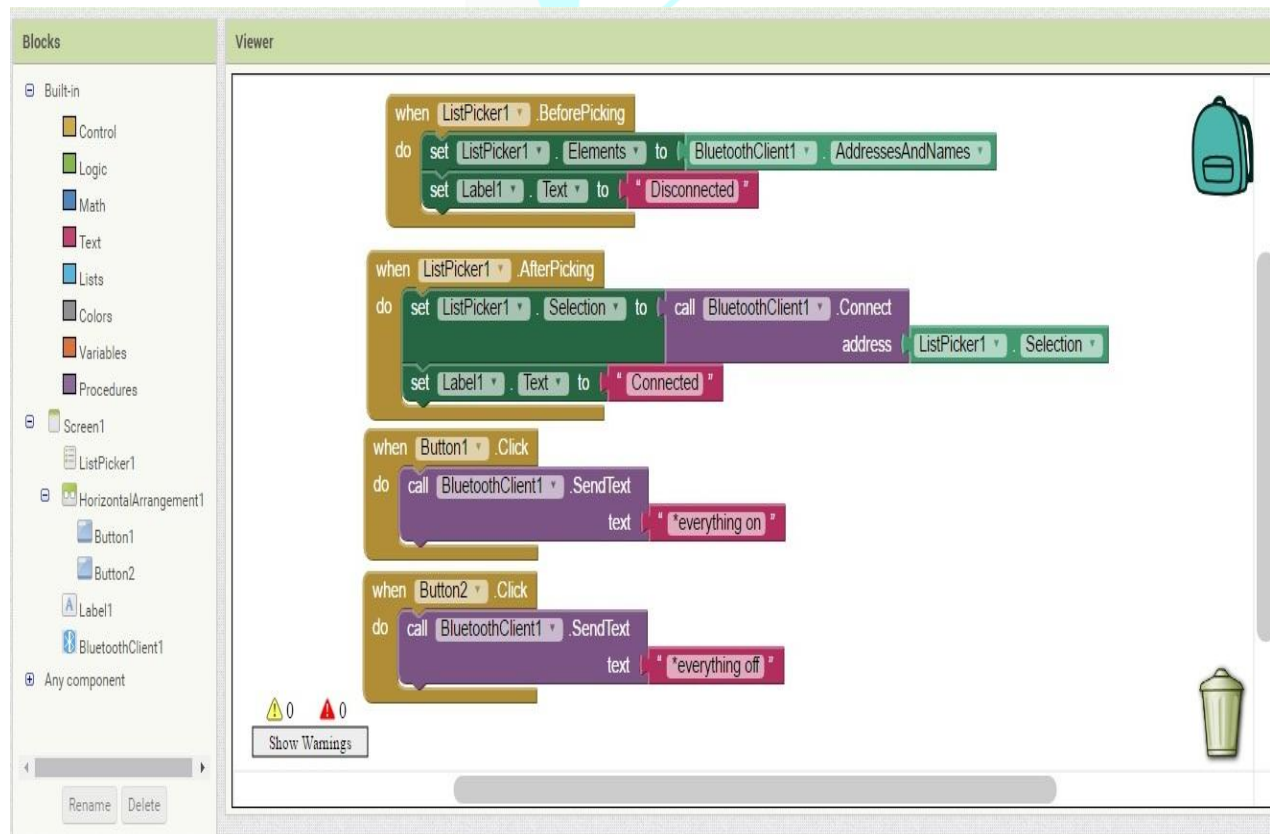 Blocks
Viewer
Built-in
Control
Logic
Math
Text
Lists
Colors
Variables
Procedures
Screen1
ListPicker1
HorizontalArrangement1
Button1
Button2
Label1
BluetoothClient1
Any component
Rename Delete
when ListPicker1 .BeforePicking
do set ListPicker1 . Elements to BluetoothClient1 . AddressesAndNames
set Label1 . Text to " Disconnected "
when ListPicker1 .AfterPicking
do set ListPicker1 . Selection to call BluetoothClient1 .Connect
address ListPicker1 . Selection
set Label1 . Text to " Connected "
when Button1 .Click
do call BluetoothClient1 .SendText
text " *everything on "
when Button2 .Click
do call BluetoothClient1 .SendText
text " *everything off "
0 0
Show Warnings